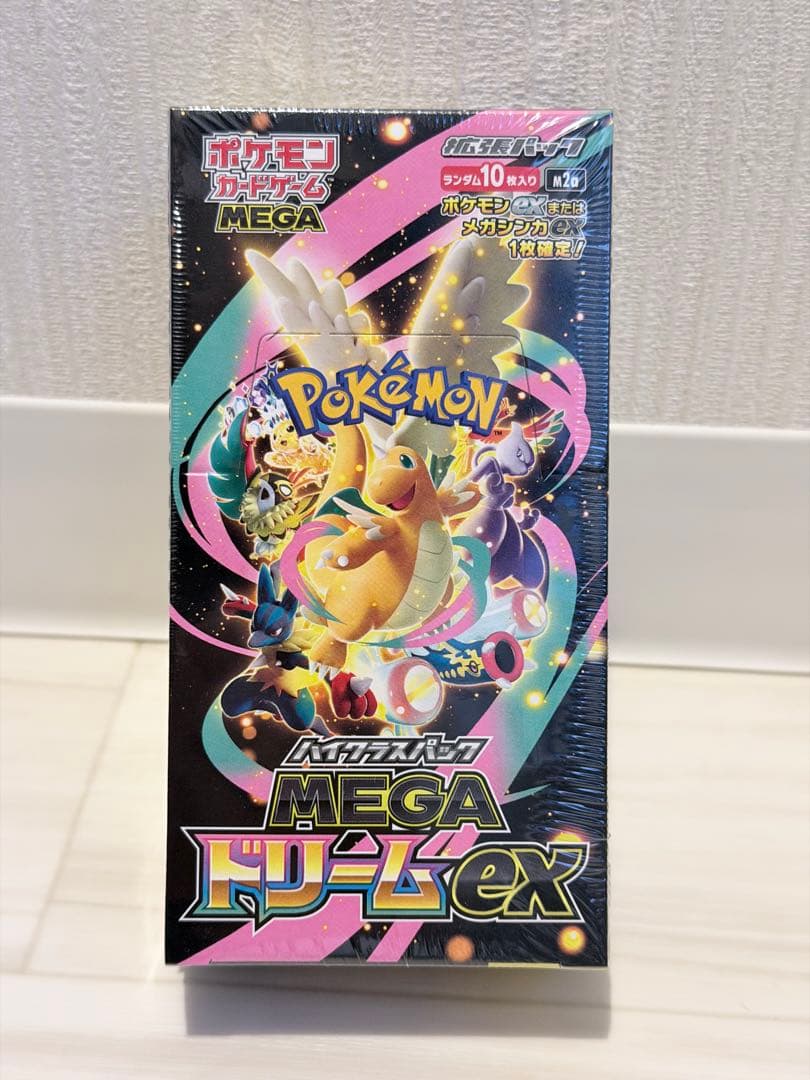 ポケモン
カードゲーム
MEGA
拡張パック
ランダム10枚入り M2a
ポケモンexまたは
メガシンカex
1枚確定!
POKÉMON
TM
ハイクラスパック
MEGA
ドリームex